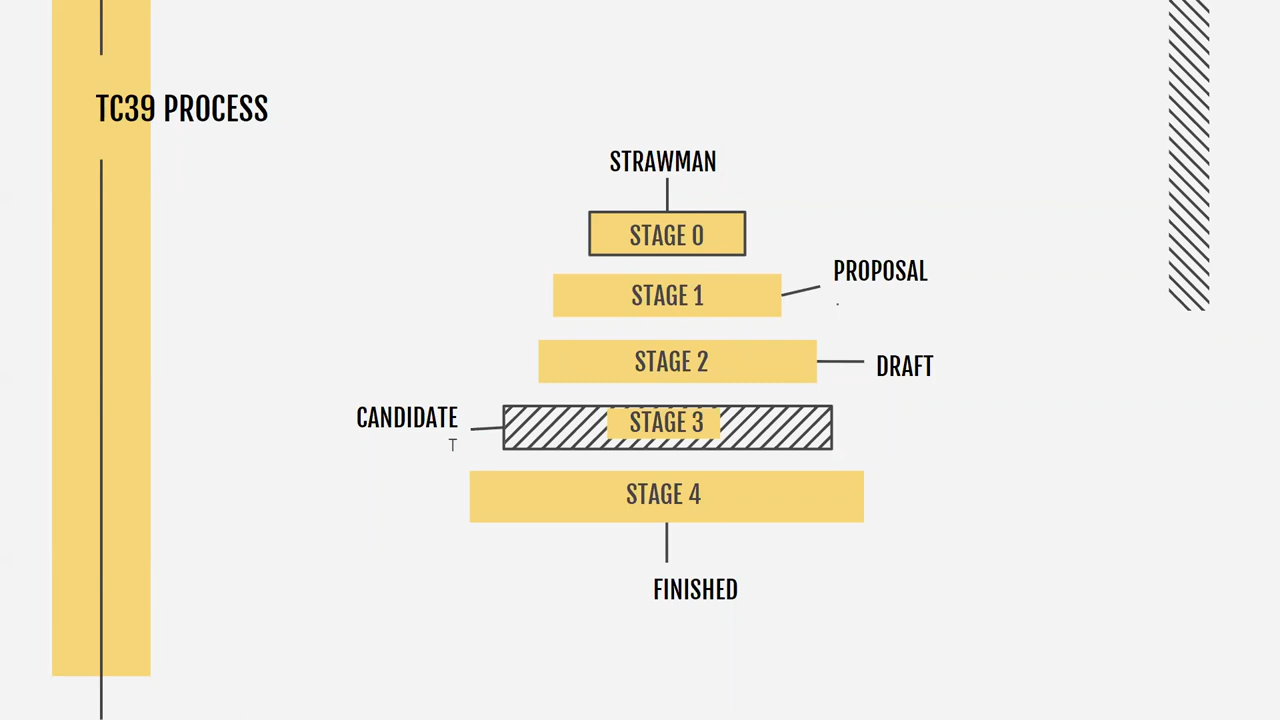 TC39 PROCESS
STRAWMAN
STAGE 0
PROPOSAL
.
STAGE 1
STAGE 2
DRAFT
CANDIDATE
T
STAGE 3
STAGE 4
FINISHED